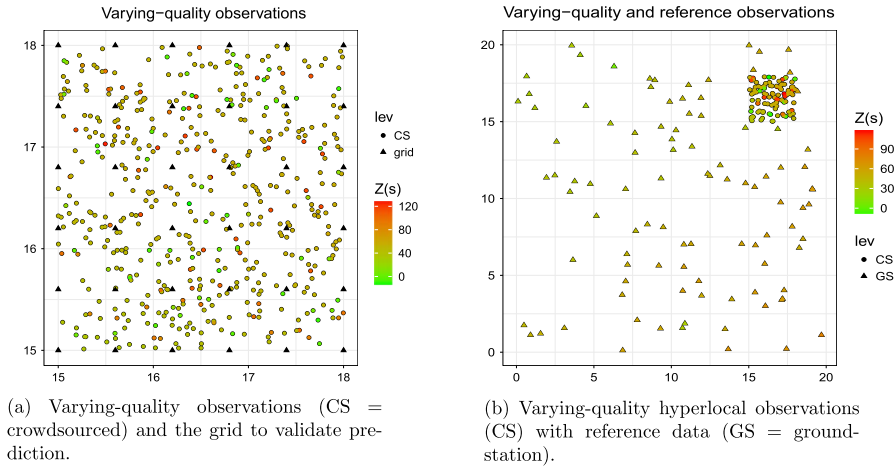 Varying−quality observations
18
17
16
15
15
16
17
18
lev
CS
grid
Z(s)
120
80
40
0
(a) Varying-quality observations (CS =
crowdsourced) and the grid to validate pre-
diction.
Varying−quality and reference observations
20
15
10
5
0
0
5
10
15
20
Z(s)
90
60
30
0
lev
CS
GS
(b) Varying-quality hyperlocal observations
(CS) with reference data (GS = ground-
station).